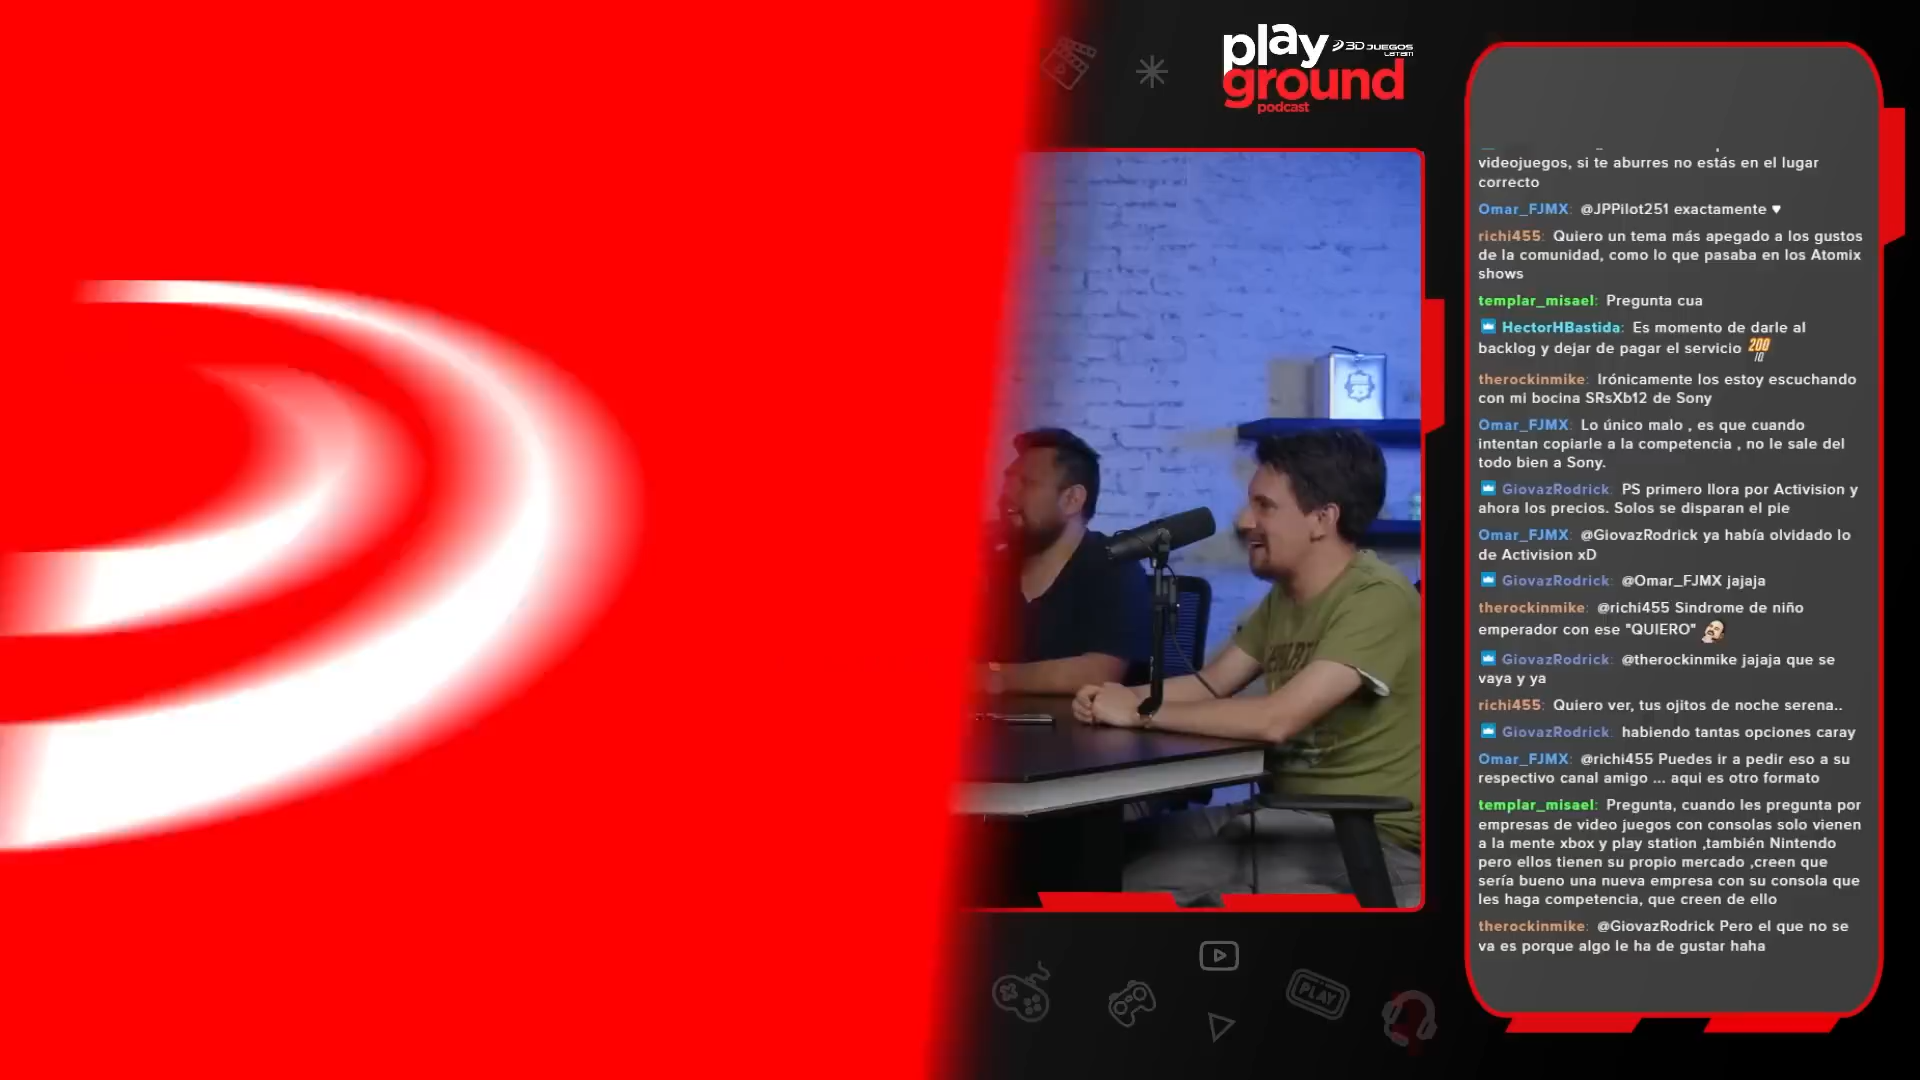 play
3D JUEGOS
LATAM
ground
podcast
videojuegos, si te aburres no estás en el lugar
correcto
Omar_FJMX: @JPPilot251 exactamente ♥
richi455: Quiero un tema más apegado a los gustos
de la comunidad, como lo que pasaba en los Atomix
shows
templar_misael: Pregunta cua
HectorHBastida: Es momento de darle al
backlog y dejar de pagar el servicio 200 IQ
therockinmike: Irónicamente los estoy escuchando
con mi bocina SRsXb12 de Sony
Omar_FJMX: Lo único malo , es que cuando
intentan copiarle a la competencia , no le sale del
todo bien a Sony.
GiovazRodrick: PS primero llora por Activision y
ahora los precios. Solos se disparan el pie
Omar_FJMX: @GiovazRodrick ya había olvidado lo
de Activision xD
GiovazRodrick: @Omar_FJMX jajaja
therockinmike: @richi455 Sindrome de niño
emperador con ese "QUIERO"
GiovazRodrick: @therockinmike jajaja que se
vaya y ya
richi455: Quiero ver, tus ojitos de noche serena..
GiovazRodrick: habiendo tantas opciones caray
Omar_FJMX: @richi455 Puedes ir a pedir eso a su
respectivo canal amigo ... aqui es otro formato
templar_misael: Pregunta, cuando les pregunta por
empresas de video juegos con consolas solo vienen
a la mente xbox y play station ,también Nintendo
pero ellos tienen su propio mercado ,creen que
sería bueno una nueva empresa con su consola que
les haga competencia, que creen de ello
therockinmike: @GiovazRodrick Pero el que no se
va es porque algo le ha de gustar haha
PLAY